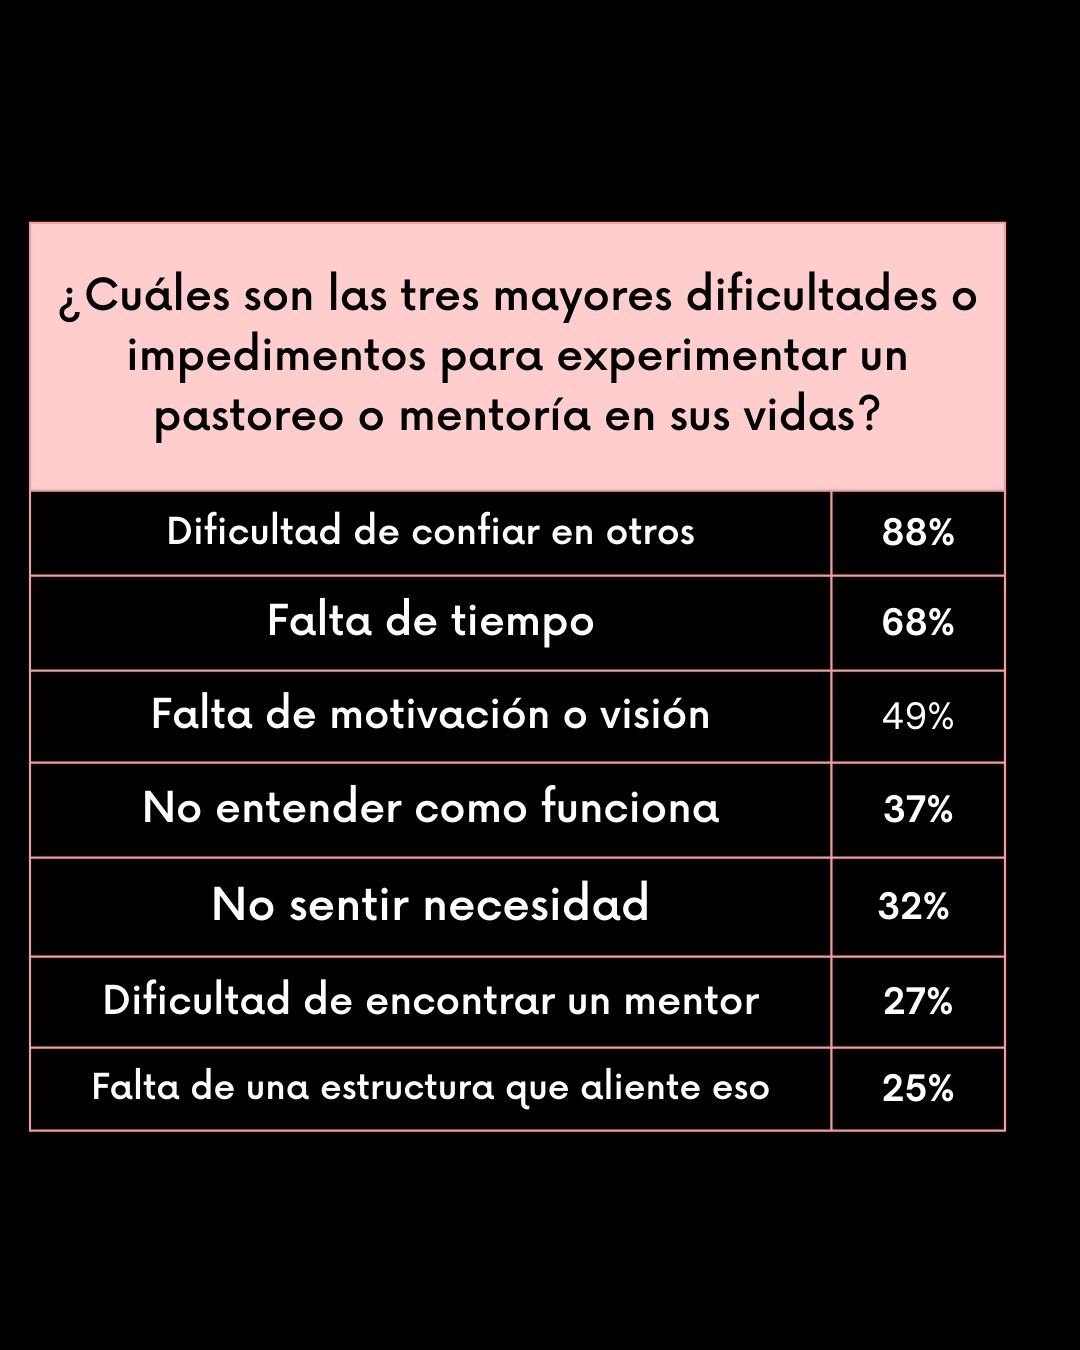 ¿Cuáles son las tres mayores dificultades o
impedimentos para experimentar un
pastoreo o mentoría en sus vidas?
Dificultad de confiar en otros 88%
Falta de tiempo 68%
Falta de motivación o visión 49%
No entender como funciona 37%
No sentir necesidad 32%
Dificultad de encontrar un mentor 27%
Falta de una estructura que aliente eso 25%